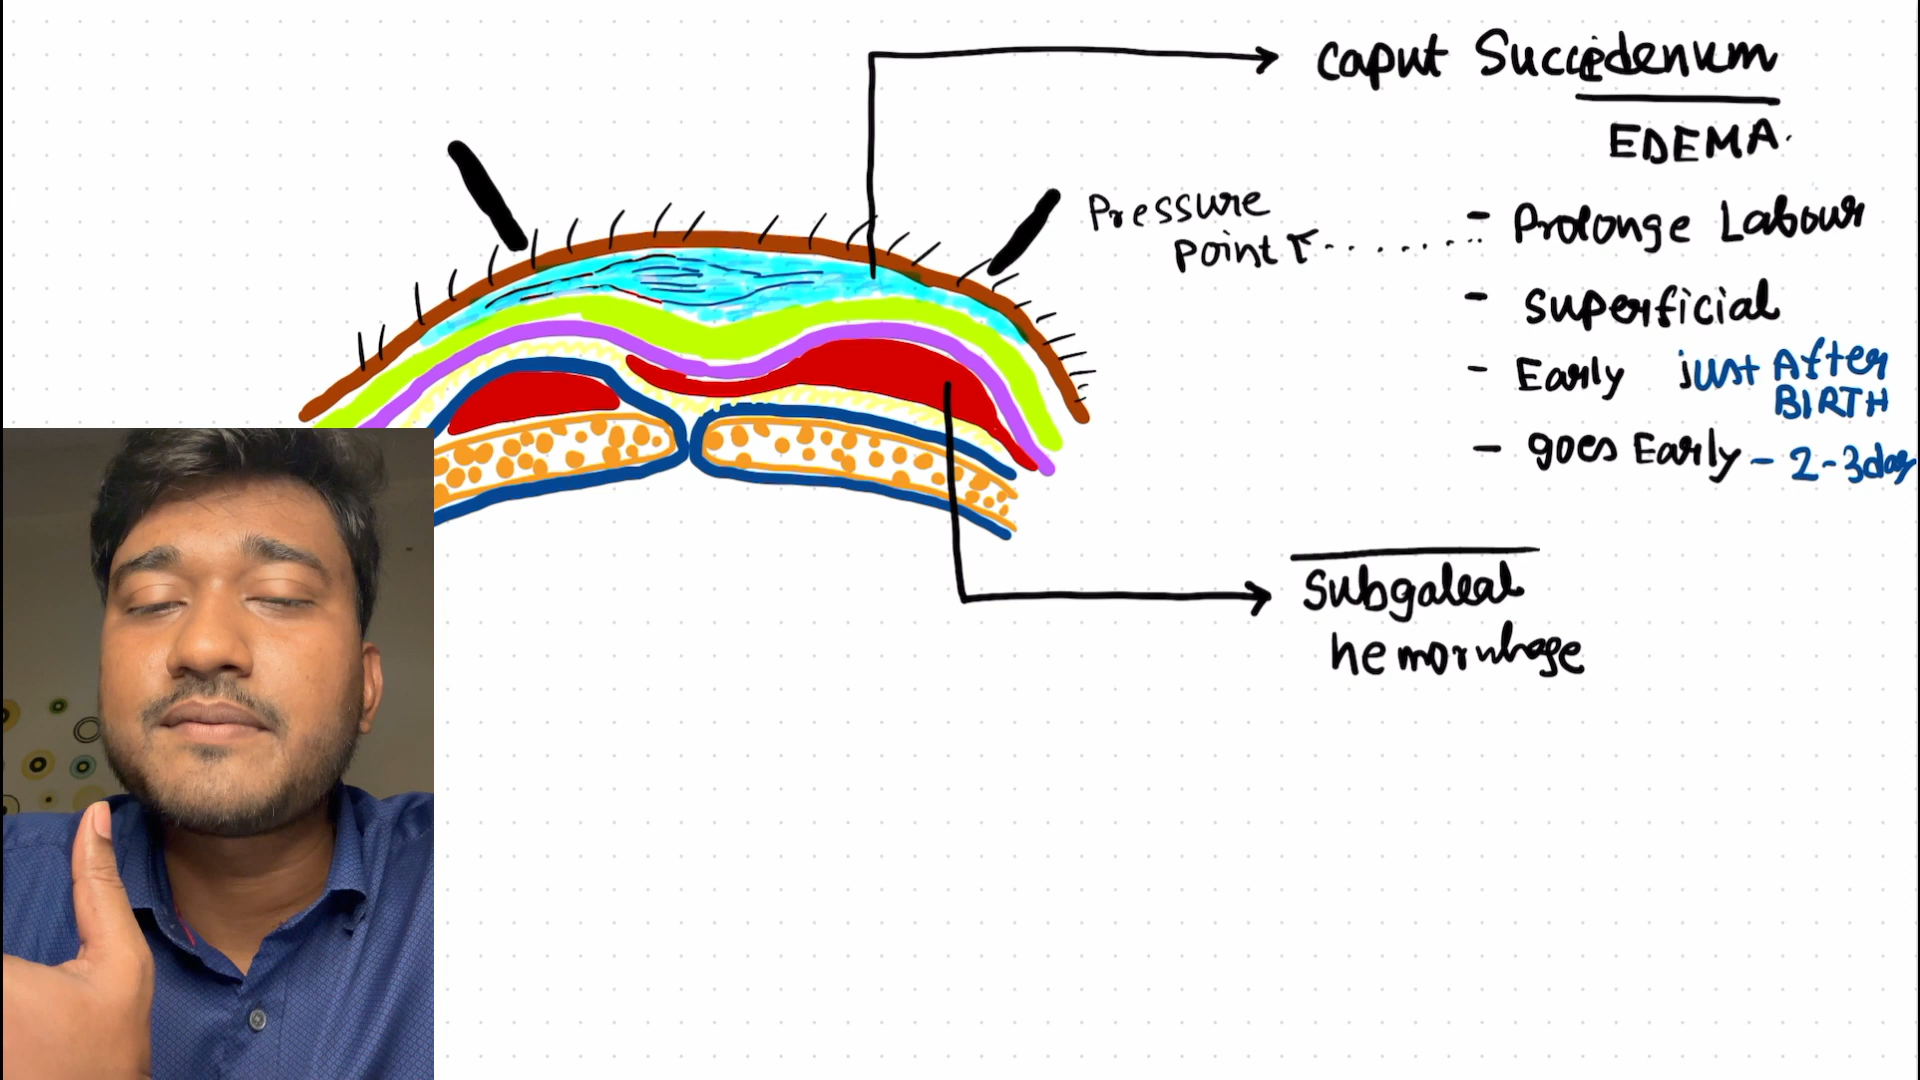 caput Succedenum
EDEMA.
Pressure
Point
- Prolonge Labour
- Superficial
- Early just After
BIRTH
- goes Early - 2-3day
Subgaleal
hemorrhage